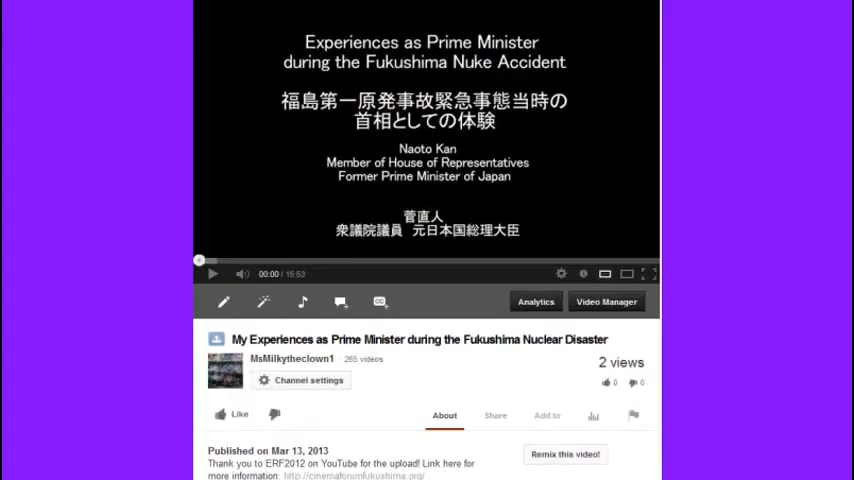 Experiences as Prime Minister
during the Fukushima Nuke Accident
福島第一原発事故緊急事態当時の
首相としての体験
Naoto Kan
Member of House of Representatives
Former Prime Minister of Japan
菅直人
衆議院議員 元日本国総理大臣
00:00 / 16:53
Analytics
Video Manager
My Experiences as Prime Minister during the Fukushima Nuclear Disaster
MsMilkytheclown1 · 265 videos
2 views
Channel settings
0 0
Like
About Share Add to
Published on Mar 13, 2013
Remix this video!
Thank you to ERF2012 on YouTube for the upload! Link here for
more information: http://cinemaforumfukushima.org/